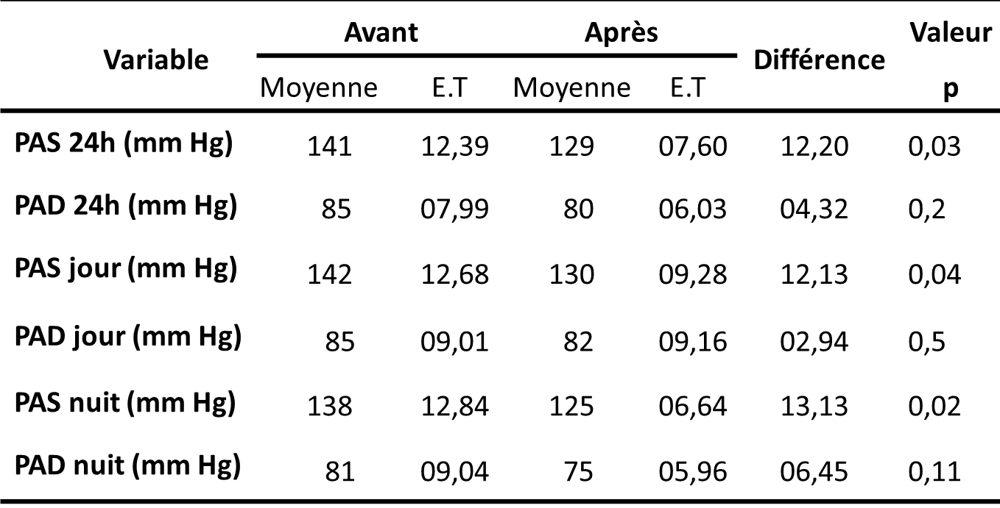 Variable Avant Après Différence Valeur p
Moyenne E.T Moyenne E.T
PAS 24h (mm Hg) 141 12,39 129 07,60 12,20 0,03
PAD 24h (mm Hg) 85 07,99 80 06,03 04,32 0,2
PAS jour (mm Hg) 142 12,68 130 09,28 12,13 0,04
PAD jour (mm Hg) 85 09,01 82 09,16 02,94 0,5
PAS nuit (mm Hg) 138 12,84 125 06,64 13,13 0,02
PAD nuit (mm Hg) 81 09,04 75 05,96 06,45 0,11